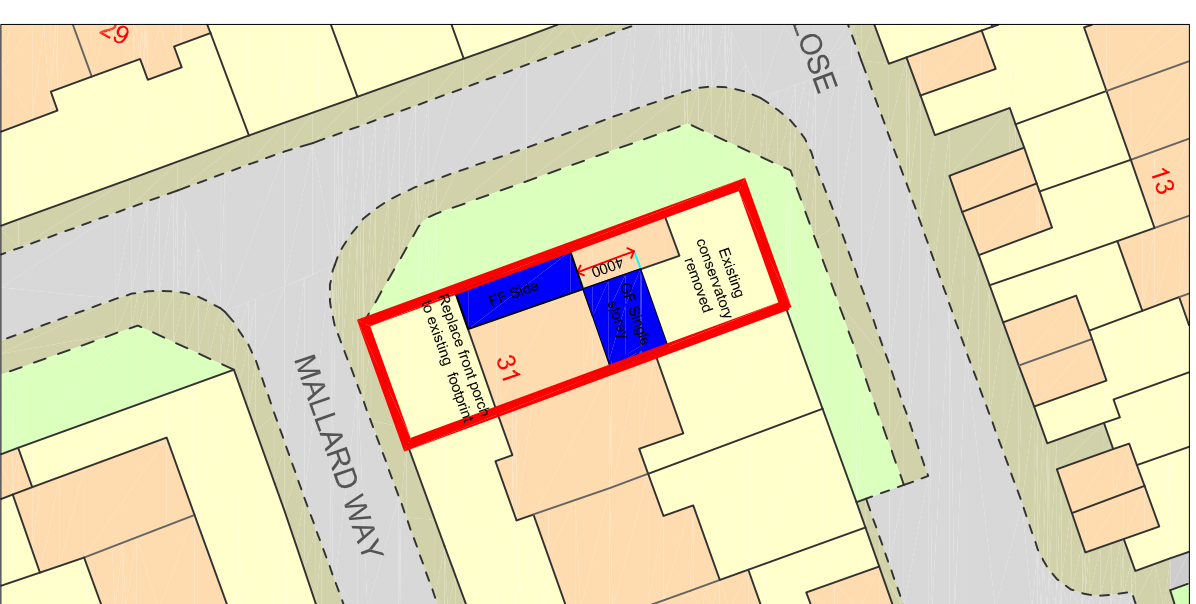 29
LOSE
13
FF Side
4000
Existing
conservatory
removed
GF Single
storey
Replace front porch
to existing footprint
31
MALLARD WAY